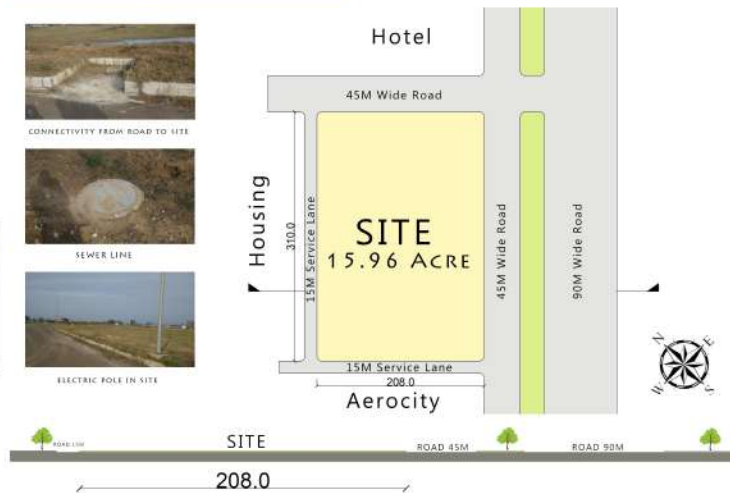 Hotel
45M Wide Road
CONNECTIVITY FROM ROAD TO SITE
SEWER LINE
ELECTRIC POLE IN SITE
Housing
310.0
15M Service Lane
SITE
15.96 ACRE
45M Wide Road
90M Wide Road
15M Service Lane
208.0
Aerocity
N
E
W
S
ROAD 15M
SITE
ROAD 45M
ROAD 90M
208.0